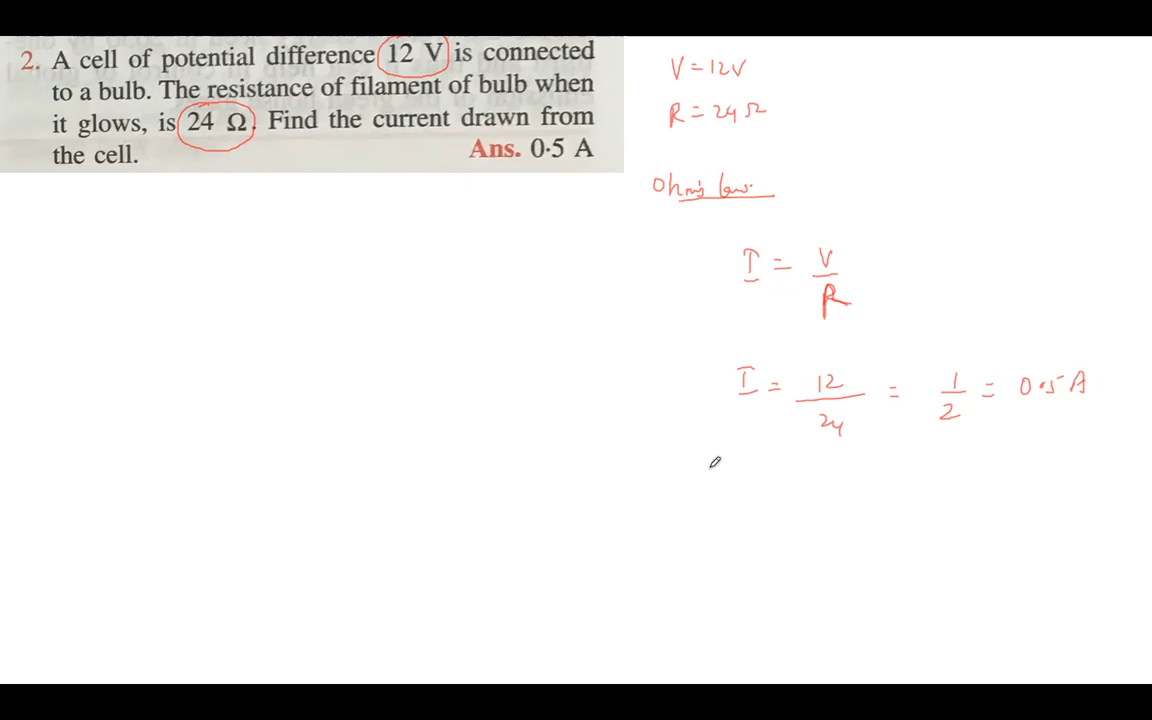 2. A cell of potential difference 12 V is connected
to a bulb. The resistance of filament of bulb when
it glows, is 24 Ω. Find the current drawn from
the cell. Ans. 0·5 A
V = 12V
R = 24 Ω
Ohm's law.
I = V/R
I = 12/24 = 1/2 = 0.5 A